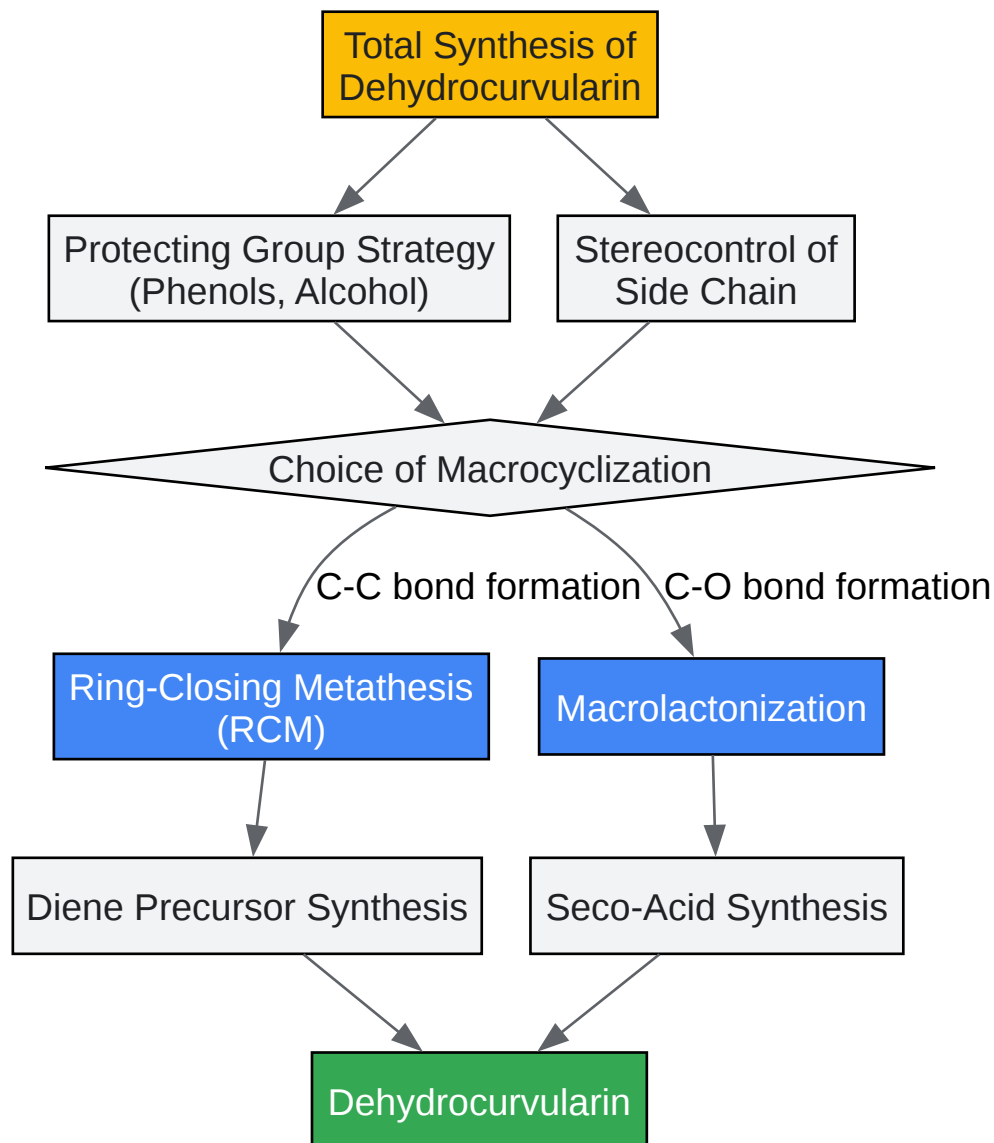 Total Synthesis of
Dehydrocurvularin
Protecting Group Strategy
(Phenols, Alcohol)
Stereocontrol of
Side Chain
Choice of Macrocyclization
C-C bond formation
C-O bond formation
Ring-Closing Metathesis
(RCM)
Macrolactonization
Diene Precursor Synthesis
Seco-Acid Synthesis
Dehydrocurvularin